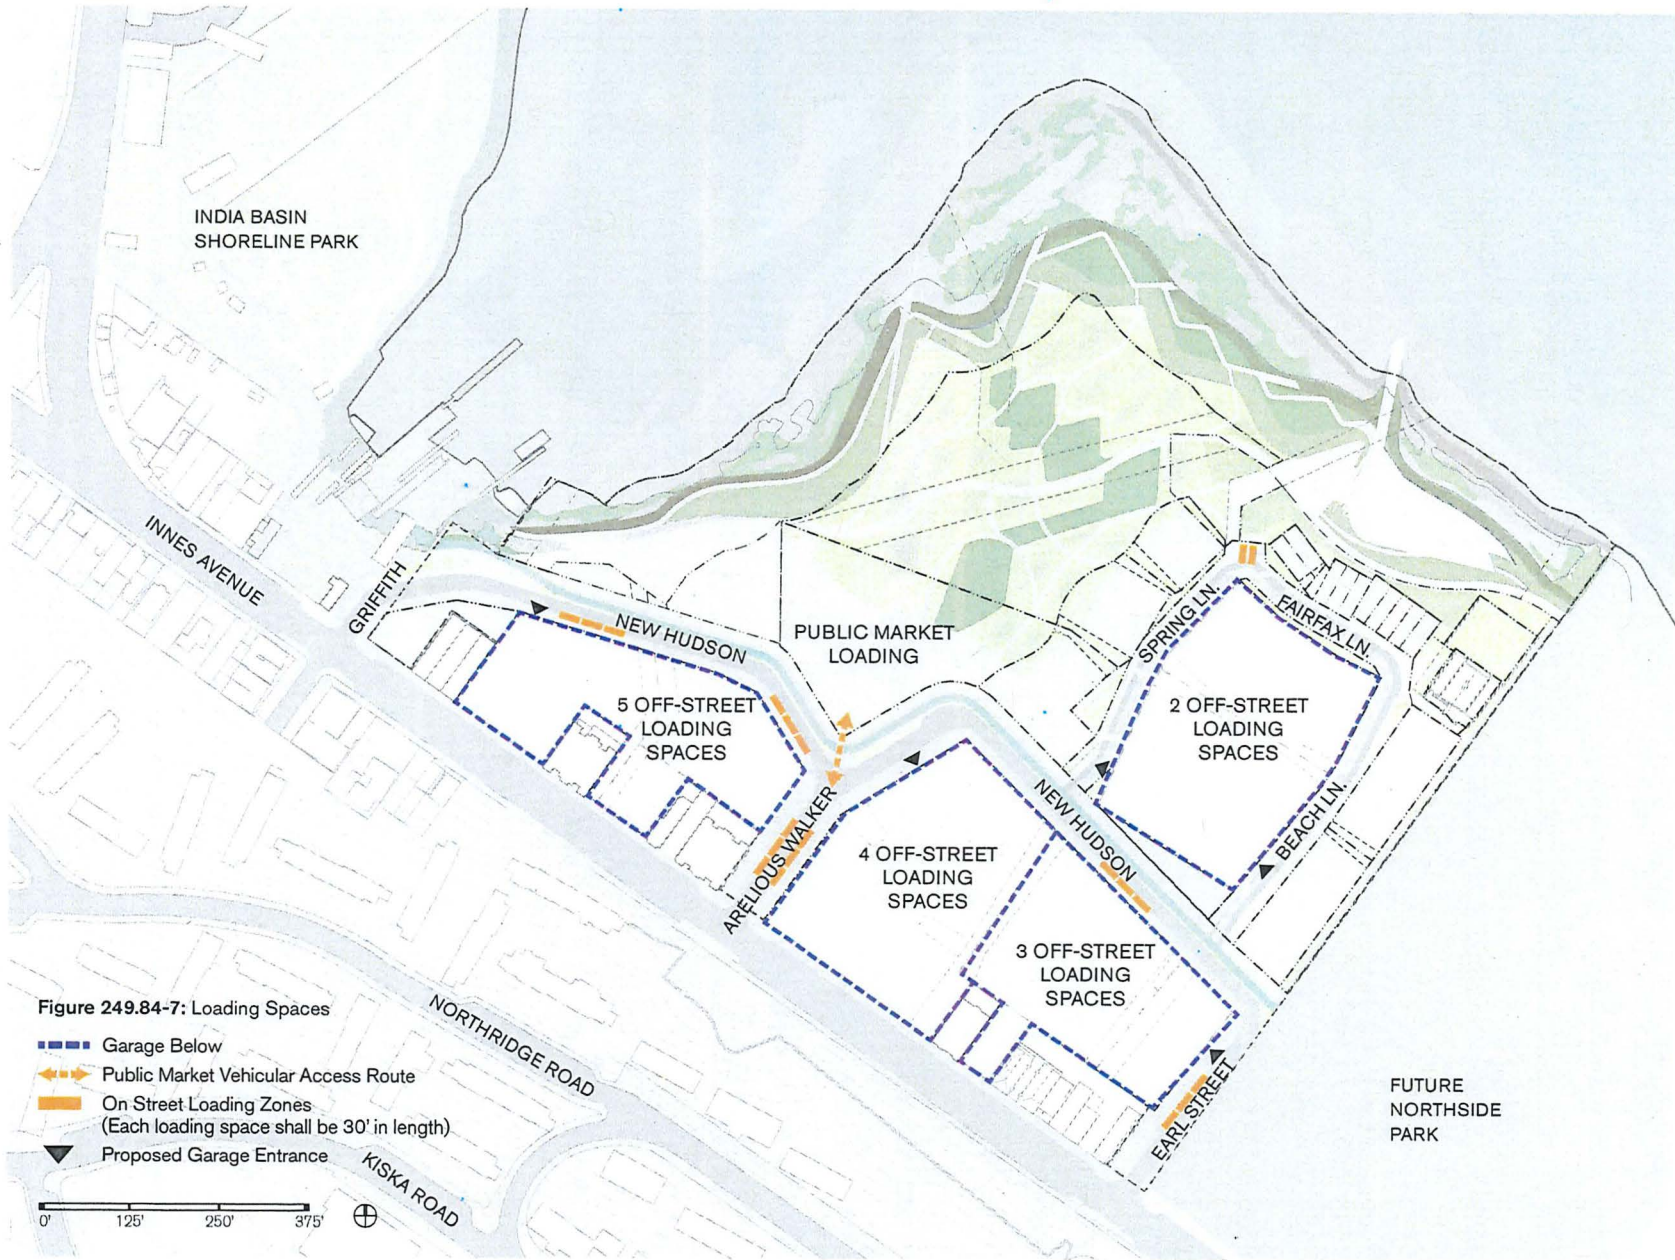 INDIA BASIN
SHORELINE PARK
INNES AVENUE
GRIFFITH
NEW HUDSON
PUBLIC MARKET
LOADING
SPRING LN.
FAIRFAX LN.
5 OFF-STREET
LOADING
SPACES
2 OFF-STREET
LOADING
SPACES
ARELIOUS WALKER
NEW HUDSON
BEACH LN.
4 OFF-STREET
LOADING
SPACES
3 OFF-STREET
LOADING
SPACES
EARL STREET
FUTURE
NORTHSIDE
PARK
NORTHRIDGE ROAD
KISKA ROAD
Figure 249.84-7: Loading Spaces
Garage Below
Public Market Vehicular Access Route
On Street Loading Zones
(Each loading space shall be 30' in length)
Proposed Garage Entrance
0' 125' 250' 375'